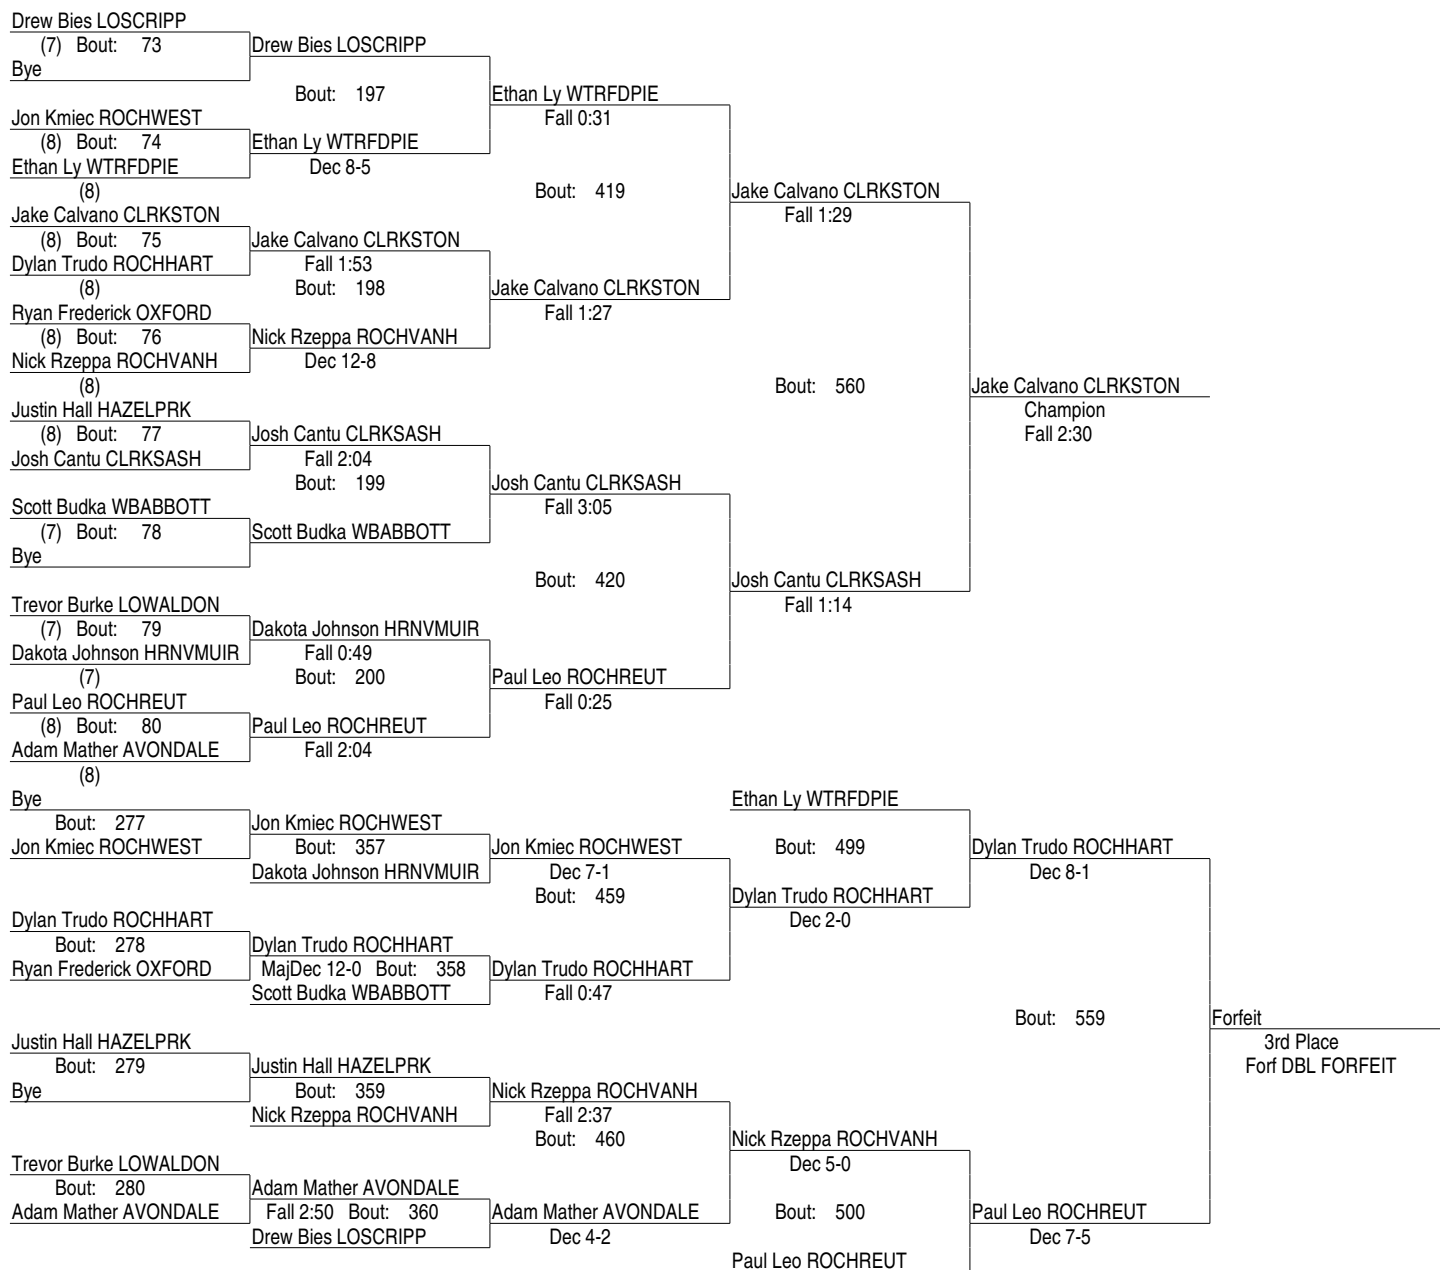 Drew Bies LOSCRIPP
(7) Bout: 73 Drew Bies LOSCRIPP
Bye
Bout: 197 Ethan Ly WTRFDPIE
Jon Kmiec ROCHWEST Fall 0:31
(8) Bout: 74 Ethan Ly WTRFDPIE
Ethan Ly WTRFDPIE Dec 8-5
(8) Bout: 419 Jake Calvano CLRKSTON
Jake Calvano CLRKSTON Fall 1:29
(8) Bout: 75 Jake Calvano CLRKSTON
Dylan Trudo ROCHHART Fall 1:53
(8) Bout: 198 Jake Calvano CLRKSTON
Ryan Frederick OXFORD Fall 1:27
(8) Bout: 76 Nick Rzeppa ROCHVANH
Nick Rzeppa ROCHVANH Dec 12-8
(8) Bout: 560 Jake Calvano CLRKSTON
Justin Hall HAZELPRK Champion
(8) Bout: 77 Josh Cantu CLRKSASH Fall 2:30
Josh Cantu CLRKSASH Fall 2:04
Bout: 199 Josh Cantu CLRKSASH
Scott Budka WBABBOTT Fall 3:05
(7) Bout: 78 Scott Budka WBABBOTT
Bye
Bout: 420 Josh Cantu CLRKSASH
Trevor Burke LOWALDON Fall 1:14
(7) Bout: 79 Dakota Johnson HRNVMUIR
Dakota Johnson HRNVMUIR Fall 0:49
(7) Bout: 200 Paul Leo ROCHREUT
Paul Leo ROCHREUT Fall 0:25
(8) Bout: 80 Paul Leo ROCHREUT
Adam Mather AVONDALE Fall 2:04
(8)
Bye Ethan Ly WTRFDPIE
Bout: 277 Jon Kmiec ROCHWEST
Jon Kmiec ROCHWEST Bout: 357 Jon Kmiec ROCHWEST Bout: 499 Dylan Trudo ROCHHART
Dakota Johnson HRNVMUIR Dec 7-1 Dec 8-1
Bout: 459 Dylan Trudo ROCHHART
Dylan Trudo ROCHHART Dec 2-0
Bout: 278 Dylan Trudo ROCHHART
Ryan Frederick OXFORD MajDec 12-0 Bout: 358 Dylan Trudo ROCHHART
Scott Budka WBABBOTT Fall 0:47
Bout: 559 Forfeit
Justin Hall HAZELPRK 3rd Place
Bout: 279 Justin Hall HAZELPRK Forf DBL FORFEIT
Bye Bout: 359 Nick Rzeppa ROCHVANH
Nick Rzeppa ROCHVANH Fall 2:37
Bout: 460 Nick Rzeppa ROCHVANH
Trevor Burke LOWALDON Dec 5-0
Bout: 280 Adam Mather AVONDALE
Adam Mather AVONDALE Fall 2:50 Bout: 360 Adam Mather AVONDALE Bout: 500 Paul Leo ROCHREUT
Drew Bies LOSCRIPP Dec 4-2 Dec 7-5
Paul Leo ROCHREUT